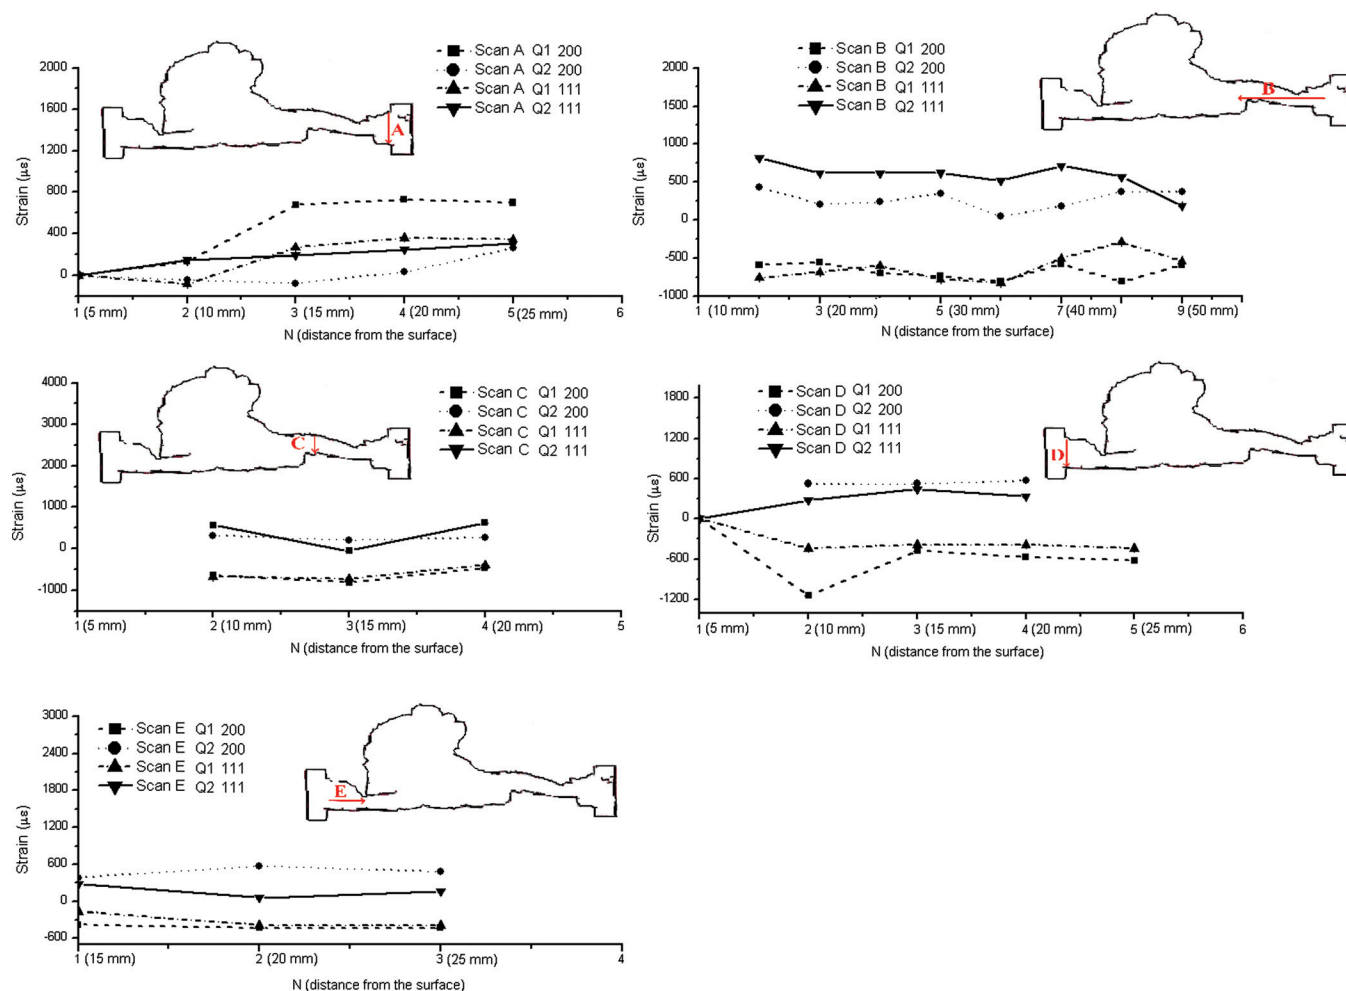 Scan A Q1 200
Scan A Q2 200
Scan A Q1 111
Scan A Q2 111
A
2000
1600
1200
800
400
0
Strain (με)
1 (5 mm) 2 (10 mm) 3 (15 mm) 4 (20 mm) 5 (25 mm) 6
N (distance from the surface)
Scan B Q1 200
Scan B Q2 200
Scan B Q1 111
Scan B Q2 111
B
2000
1500
1000
500
0
-500
-1000
Strain (με)
1 (10 mm) 3 (20 mm) 5 (30 mm) 7 (40 mm) 9 (50 mm)
N (distance from the surface)
Scan C Q1 200
Scan C Q2 200
Scan C Q1 111
Scan C Q2 111
C
4000
3000
2000
1000
0
-1000
Strain (με)
1 (5 mm) 2 (10 mm) 3 (15 mm) 4 (20 mm) 5
N (distance from the surface)
Scan D Q1 200
Scan D Q2 200
Scan D Q1 111
Scan D Q2 111
D
1800
1200
600
0
-600
-1200
Strain (με)
1 (5 mm) 2 (10 mm) 3 (15 mm) 4 (20 mm) 5 (25 mm) 6
N (distance from the surface)
Scan E Q1 200
Scan E Q2 200
Scan E Q1 111
Scan E Q2 111
E
3000
2400
1800
1200
600
0
-600
Strain (με)
1 (15 mm) 2 (20 mm) 3 (25 mm) 4
N (distance from the surface)